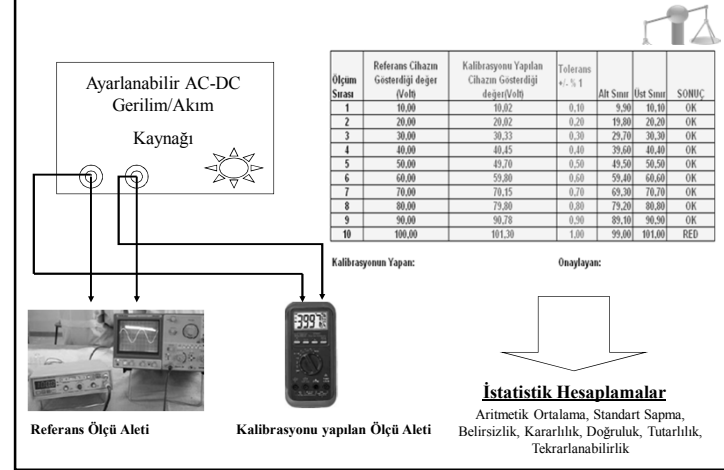 Ayarlanabilir AC-DC
Gerilim/Akım
Kaynağı
Ölçüm Sırası Referans Cihazın Gösterdiği değer (Volt) Kalibrasyonu Yapılan Cihazın Gösterdiği değer(Volt) Tolerans +/- % 1 Alt Sınır Üst Sınır SONUÇ
1 10,00 10,02 0,10 9,90 10,10 OK
2 20,00 20,02 0,20 19,80 20,20 OK
3 30,00 30,33 0,30 29,70 30,30 OK
4 40,00 40,45 0,40 39,60 40,40 OK
5 50,00 49,70 0,50 49,50 50,50 OK
6 60,00 59,80 0,60 59,40 60,60 OK
7 70,00 70,15 0,70 69,30 70,70 OK
8 80,00 79,80 0,80 79,20 80,80 OK
9 90,00 90,78 0,90 89,10 90,90 OK
10 100,00 101,30 1,00 99,00 101,00 RED
Kalibrasyonun Yapan: Onaylayan:
3997
Referans Ölçü Aleti
Kalibrasyonu yapılan Ölçü Aleti
İstatistik Hesaplamalar
Aritmetik Ortalama, Standart Sapma,
Belirsizlik, Kararlılık, Doğruluk, Tutarlılık,
Tekrarlanabilirlik